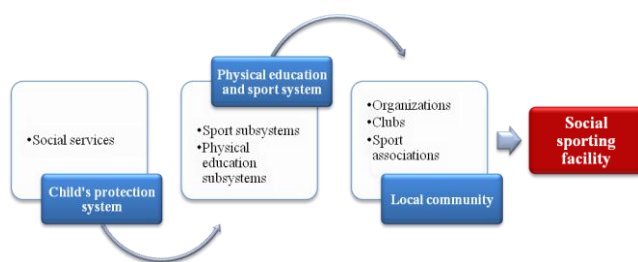 •Social services
Child's protection
system
Physical education
and sport system
•Sport subsystems
•Physical
education
subsystems
•Organizations
•Clubs
•Sport
associations
Local community
Social
sporting
facility